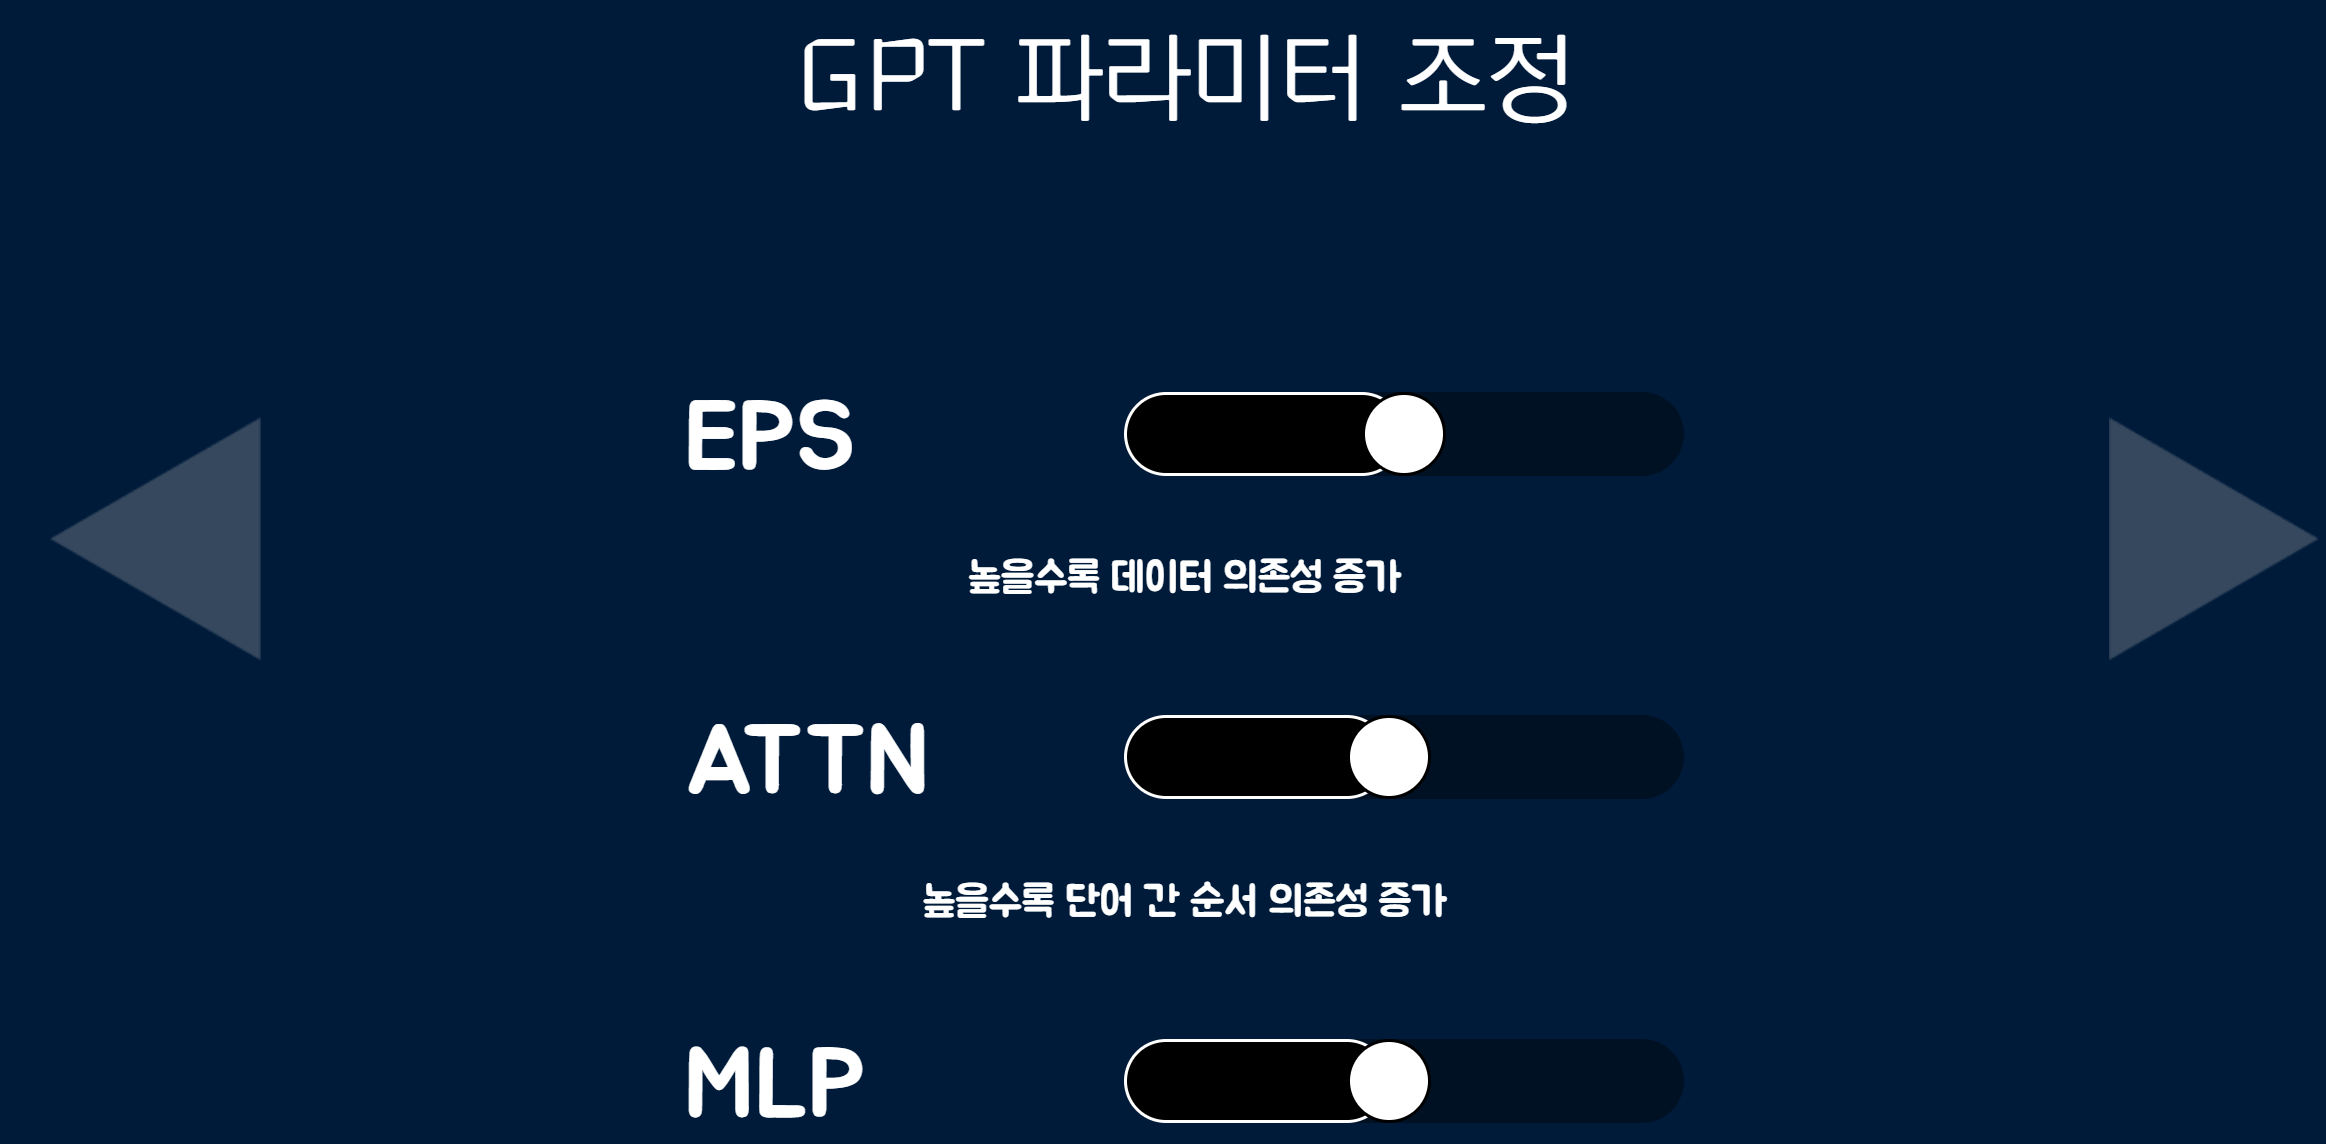 GPT 파라미터 조정
EPS
높을수록 데이터 의존성 증가
ATTN
높을수록 단어 간 순서 의존성 증가
MLP